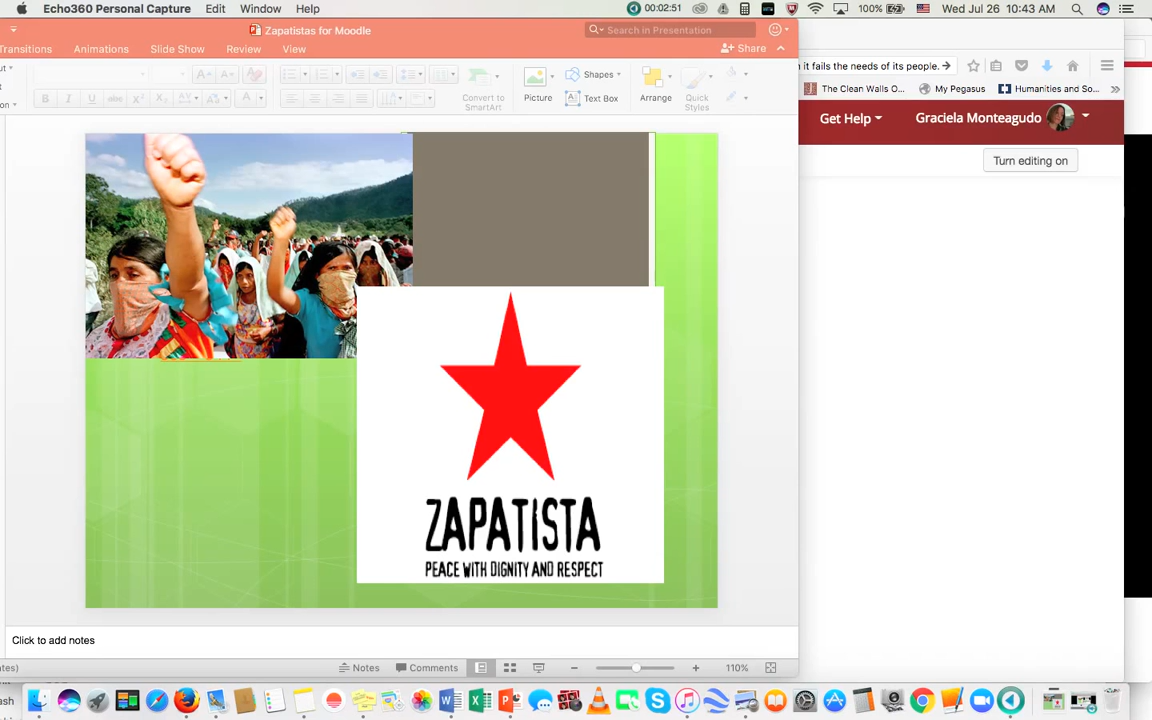 Echo360 Personal Capture Edit Window Help 00:02:51 100% Wed Jul 26 10:43 AM
Zapatistas for Moodle Search in Presentation
Transitions Animations Slide Show Review View Share
it fails the needs of its people.
The Clean Walls O... My Pegasus Humanities and So...
Shapes
Text Box
Convert to
SmartArt
Picture
Arrange
Quick
Styles
Get Help Graciela Monteagudo
Turn editing on
ZAPATISTA
PEACE WITH DIGNITY AND RESPECT
Click to add notes
Notes Comments 110%